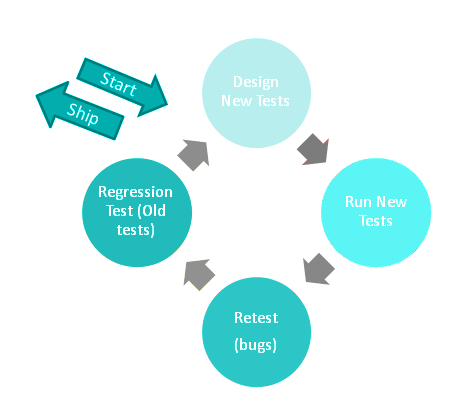 Start
Ship
Design
New Tests
Run New
Tests
Retest
(bugs)
Regression
Test (Old
tests)